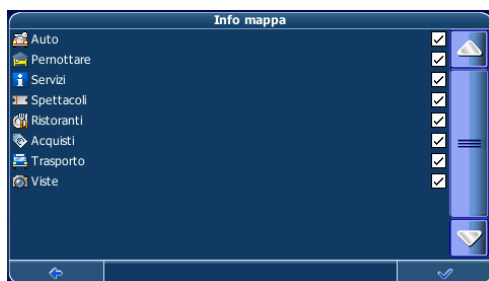 Info mappa
Auto
Pernottare
Servizi
Spettacoli
Ristoranti
Acquisti
Trasporto
Viste